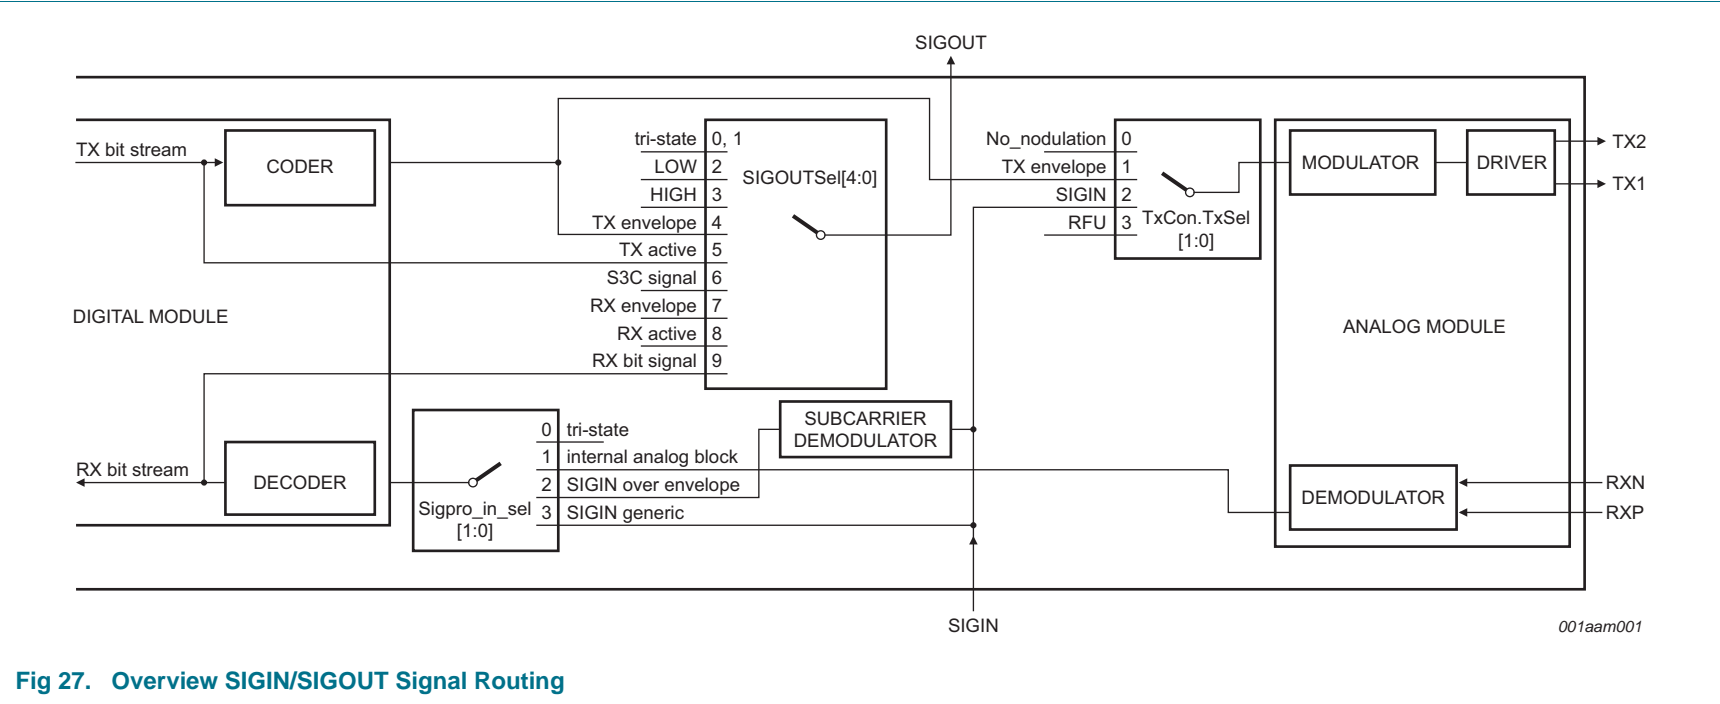 SIGOUT
TX bit stream
CODER
tri-state 0, 1
LOW 2
HIGH 3
TX envelope 4
TX active 5
S3C signal 6
RX envelope 7
RX active 8
RX bit signal 9
SIGOUTSel[4:0]
No_nodulation 0
TX envelope 1
SIGIN 2
RFU 3
TxCon.TxSel
[1:0]
MODULATOR
DRIVER
TX2
TX1
DIGITAL MODULE
ANALOG MODULE
SUBCARRIER
DEMODULATOR
0 tri-state
1 internal analog block
2 SIGIN over envelope
3 SIGIN generic
Sigpro_in_sel
[1:0]
RX bit stream
DECODER
DEMODULATOR
RXN
RXP
SIGIN
001aam001
Fig 27. Overview SIGIN/SIGOUT Signal Routing